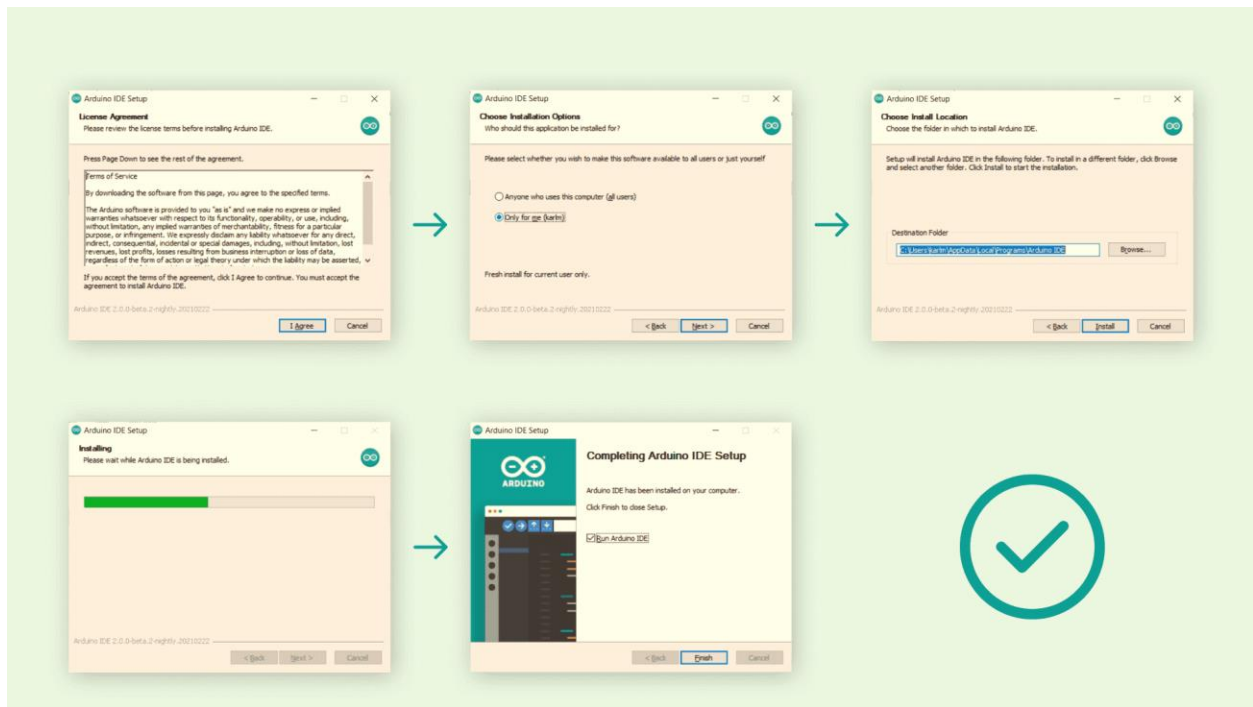 Arduino IDE Setup
License Agreement
Please review the license terms before installing Arduino IDE.
Press Page Down to see the rest of the agreement.
Terms of Service
By downloading the software from this page, you agree to the specified terms.
The Arduino software is provided to you "as is" and we make no express or implied
warranties whatsoever with respect to its functionality, operability, or use, including,
without limitation, any implied warranties of merchantability, fitness for a particular
purpose, or infringement. We expressly disclaim any liability whatsoever for any direct,
indirect, consequential, incidental or special damages, including, without limitation, lost
revenues, lost profits, losses resulting from business interruption or loss of data,
regardless of the form of action or legal theory under which the liability may be asserted,
If you accept the terms of the agreement, click I Agree to continue. You must accept the
agreement to install Arduino IDE.
Arduino IDE 2.0.0-beta.2-nightly.20210222
I Agree
Cancel
Arduino IDE Setup
Choose Installation Options
Who should this application be installed for?
Please select whether you wish to make this software available to all users or just yourself
Anyone who uses this computer (all users)
Only for me (karlm)
Fresh install for current user only.
Arduino IDE 2.0.0-beta.2-nightly.20210222
< Back
Next >
Cancel
Arduino IDE Setup
Choose Install Location
Choose the folder in which to install Arduino IDE.
Setup will install Arduino IDE in the following folder. To install in a different folder, click Browse
and select another folder. Click Install to start the installation.
Destination Folder
C:\Users\karlm\AppData\Local\Programs\Arduino IDE
Browse...
Arduino IDE 2.0.0-beta.2-nightly.20210222
< Back
Install
Cancel
Arduino IDE Setup
Installing
Please wait while Arduino IDE is being installed.
Arduino IDE 2.0.0-beta.2-nightly.20210222
< Back
Next >
Cancel
Arduino IDE Setup
ARDUINO
Completing Arduino IDE Setup
Arduino IDE has been installed on your computer.
Click Finish to close Setup.
Run Arduino IDE
< Back
Finish
Cancel